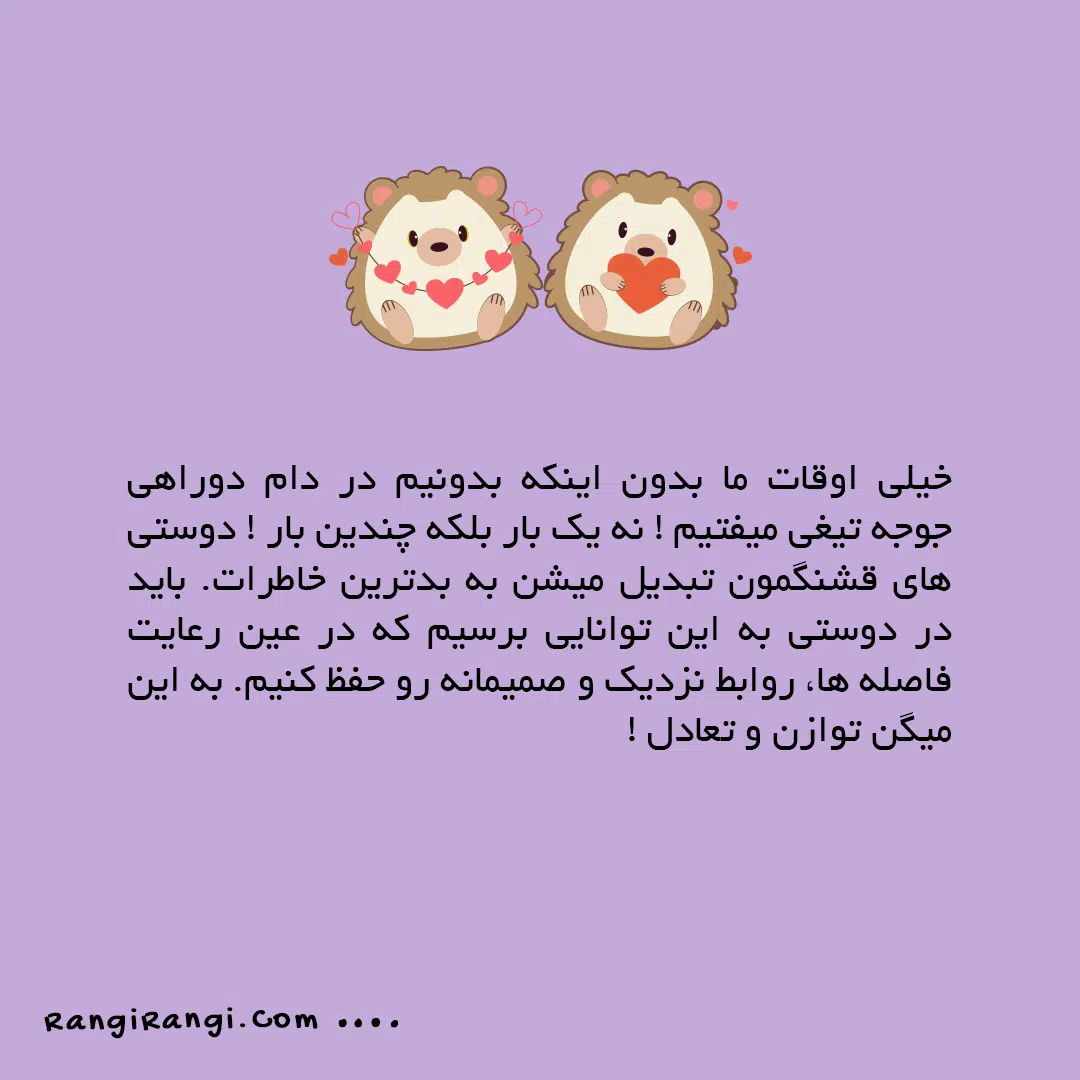 خیلی اوقات ما بدون اینکه بدونیم در دام دوراهی
جوجه تیغی میفتیم ! نه یک بار بلکه چندین بار ! دوستی
های قشنگمون تبدیل میشن به بدترین خاطرات. باید
در دوستی به این توانایی برسیم که در عین رعایت
فاصله ها، روابط نزدیک و صمیمانه رو حفظ کنیم. به این
میگن توازن و تعادل !
RangiRangi.com ....